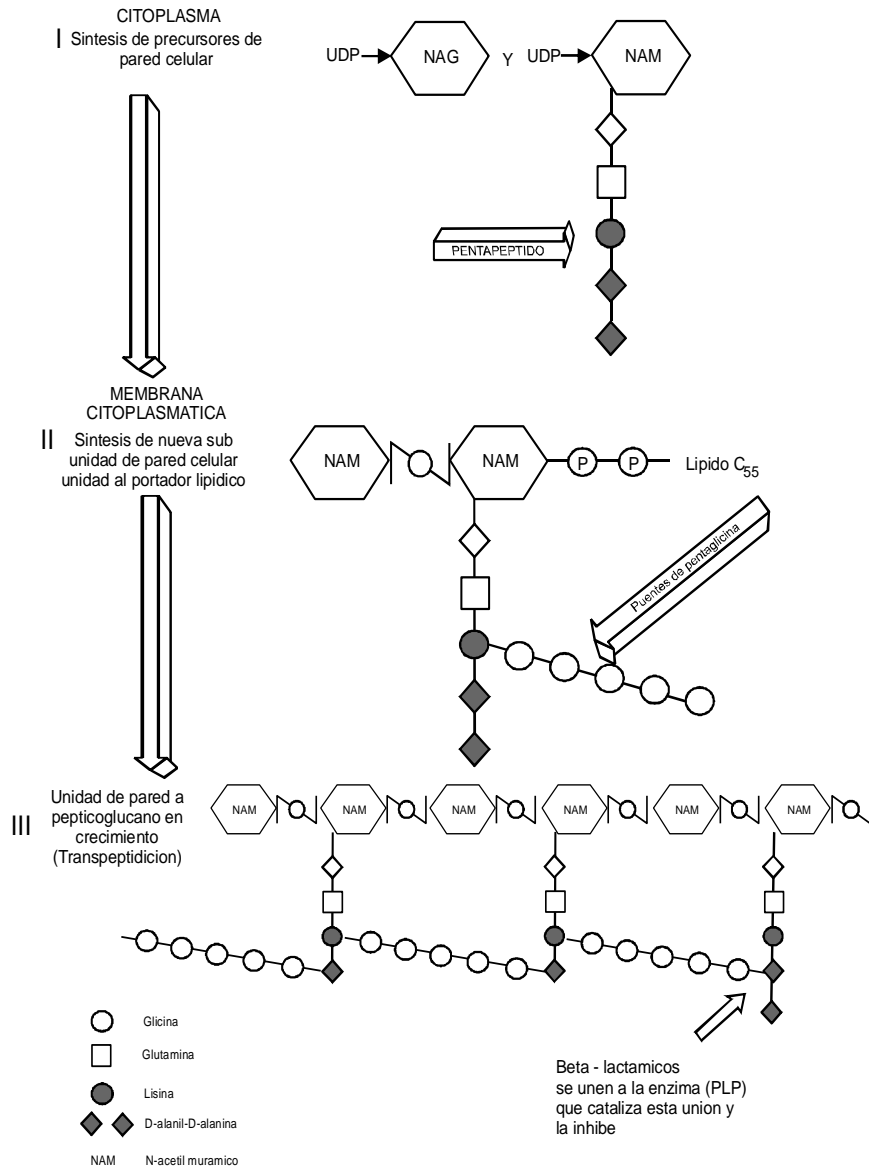 CITOPLASMA
I Sintesis de precursores de
pared celular
UDP NAG Y UDP NAM
PENTAPEPTIDO
MEMBRANA
CITOPLASMATICA
II Sintesis de nueva sub
unidad de pared celular
unidad al portador lipidico
NAM NAM P P Lipido C55
Puentes de pentaglicina
III Unidad de pared a
pepticoglucano en
crecimiento
(Transpeptidicion)
NAM NAM NAM NAM NAM NAM
Glicina
Glutamina
Lisina
D-alanil-D-alanina
NAM N-acetil muramico
Beta - lactamicos
se unen a la enzima (PLP)
que cataliza esta union y
la inhibe